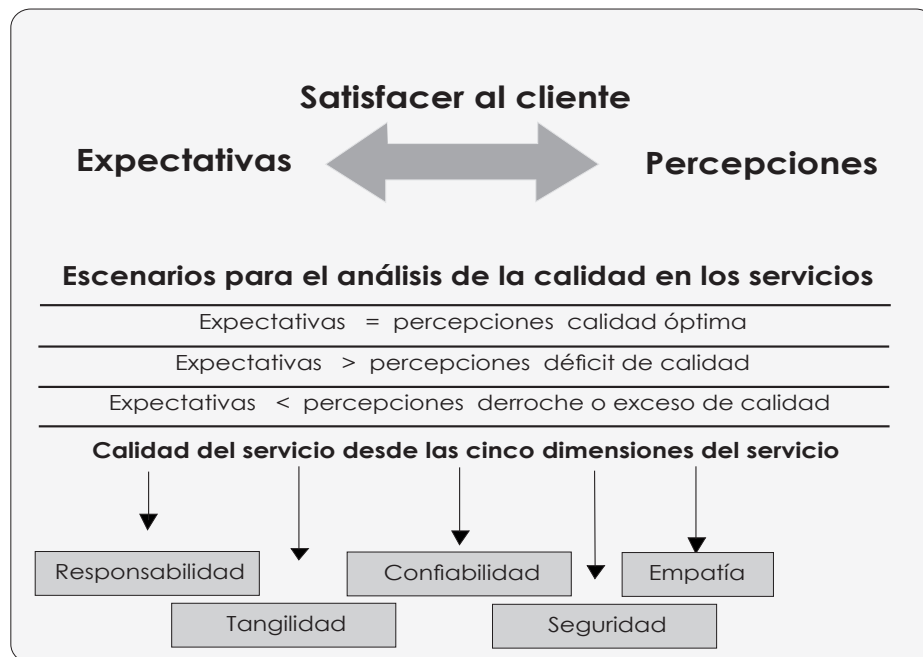 Satisfacer al cliente
Expectativas
Percepciones
Escenarios para el análisis de la calidad en los servicios
Expectativas = percepciones calidad óptima
Expectativas > percepciones déficit de calidad
Expectativas < percepciones derroche o exceso de calidad
Calidad del servicio desde las cinco dimensiones del servicio
Responsabilidad
Confiabilidad
Empatía
Tangilidad
Seguridad